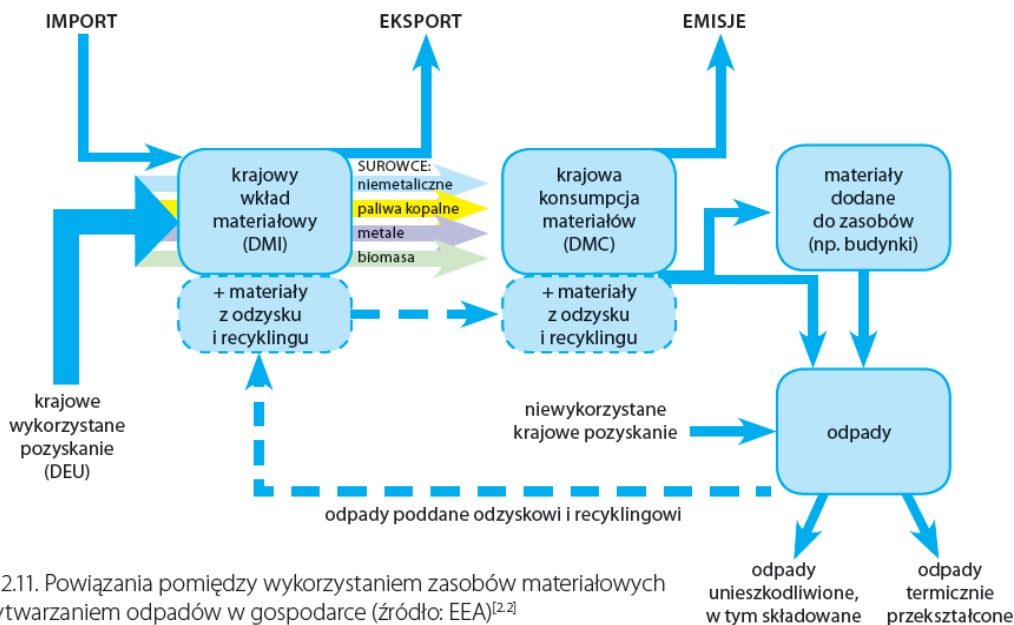 IMPORT
EKSPORT
EMISJE
krajowy
wkład
materiałowy
(DMI)
SUROWCE:
niemetaliczne
paliwa kopalne
metale
biomasa
krajowa
konsumpcja
materiałów
(DMC)
materiały
dodane
do zasobów
(np. budynki)
+ materiały
z odzysku
i recyklingu
+ materiały
z odzysku
i recyklingu
krajowe
wykorzystane
pozyskanie
(DEU)
niewykorzystane
krajowe pozyskanie
odpady
odpady poddane odzyskowi i recyklingowi
odpady
unieszkodliwione,
w tym składowane
odpady
termicznie
przekształcone
2.11. Powiązania pomiędzy wykorzystaniem zasobów materiałowych
ytwarzaniem odpadów w gospodarce (źródło: EEA)[2.2]